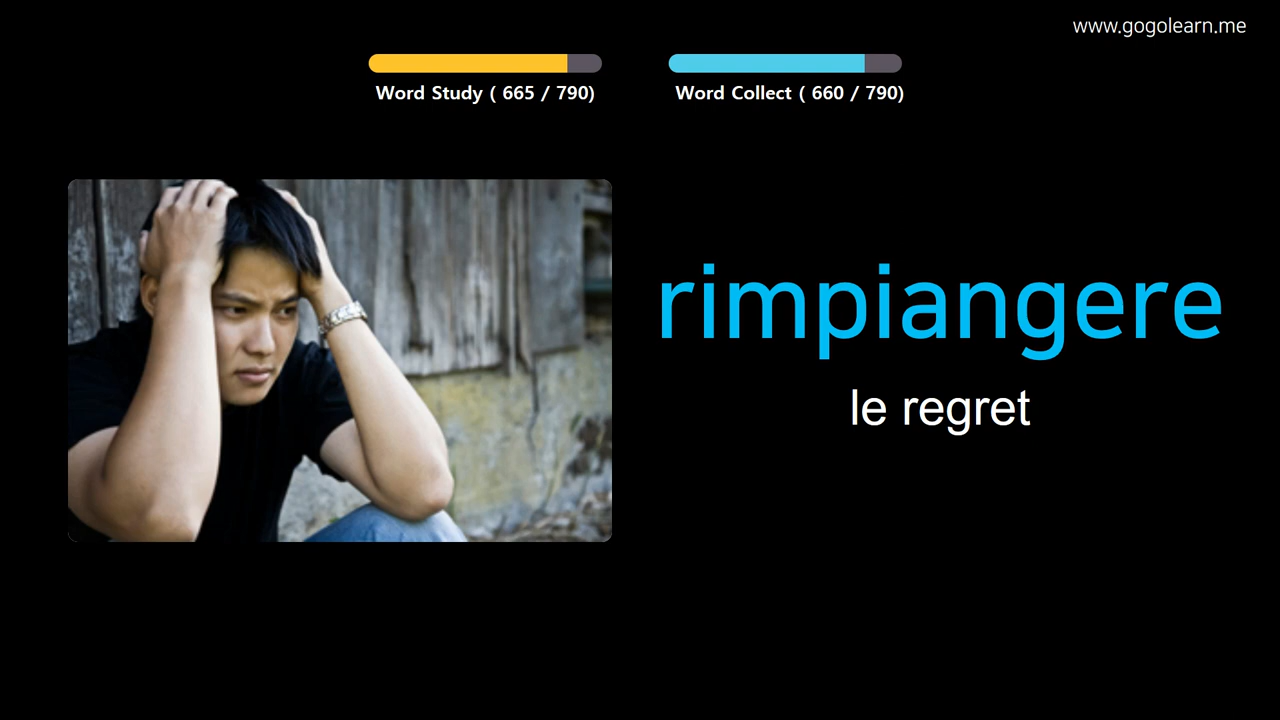 www.gogolearn.me
Word Study ( 665 / 790)
Word Collect ( 660 / 790)
rimpiangere
le regret